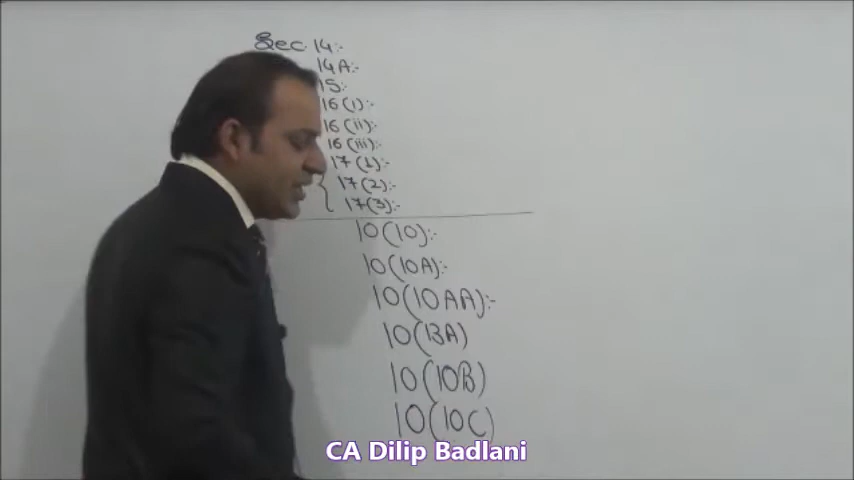 Sec. 14:-
14A:-
15:-
16(i):-
16(ii):-
16(iii):-
17(1):-
17(2):-
17(3):-
10(10):-
10(10A):-
10(10AA):-
10(13A)
10(10B)
10(10C)
CA Dilip Badlani